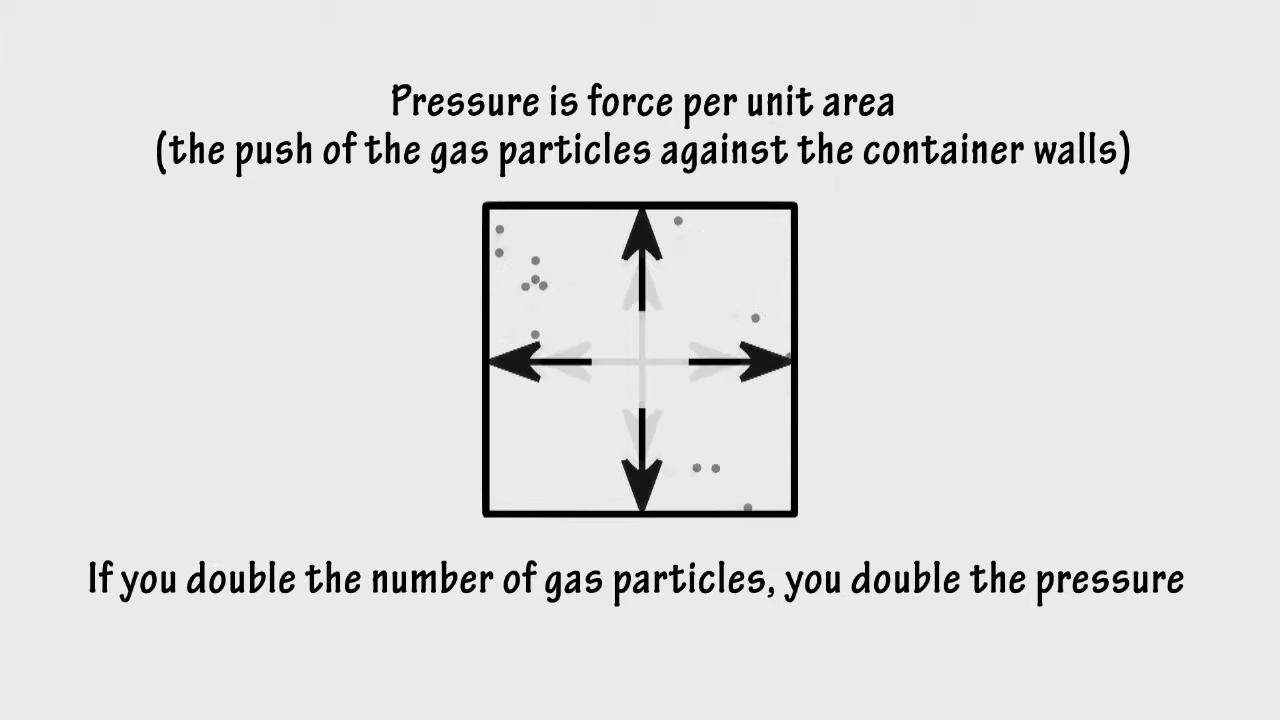 Pressure is force per unit area
(the push of the gas particles against the container walls)
If you double the number of gas particles, you double the pressure